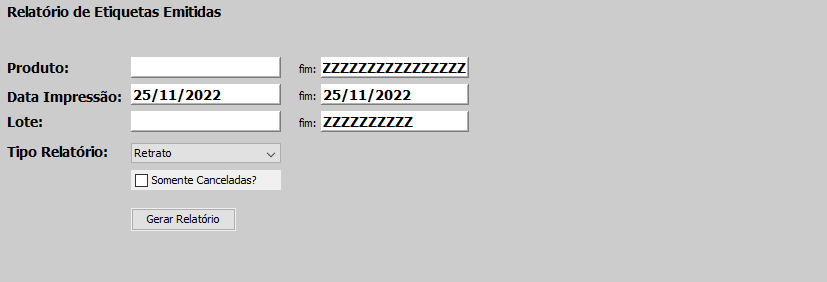 Relatório de Etiquetas Emitidas
Produto: fim: ZZZZZZZZZZZZZZZZ
Data Impressão: 25/11/2022 fim: 25/11/2022
Lote: fim: ZZZZZZZZZZ
Tipo Relatório: Retrato
Somente Canceladas?
Gerar Relatório